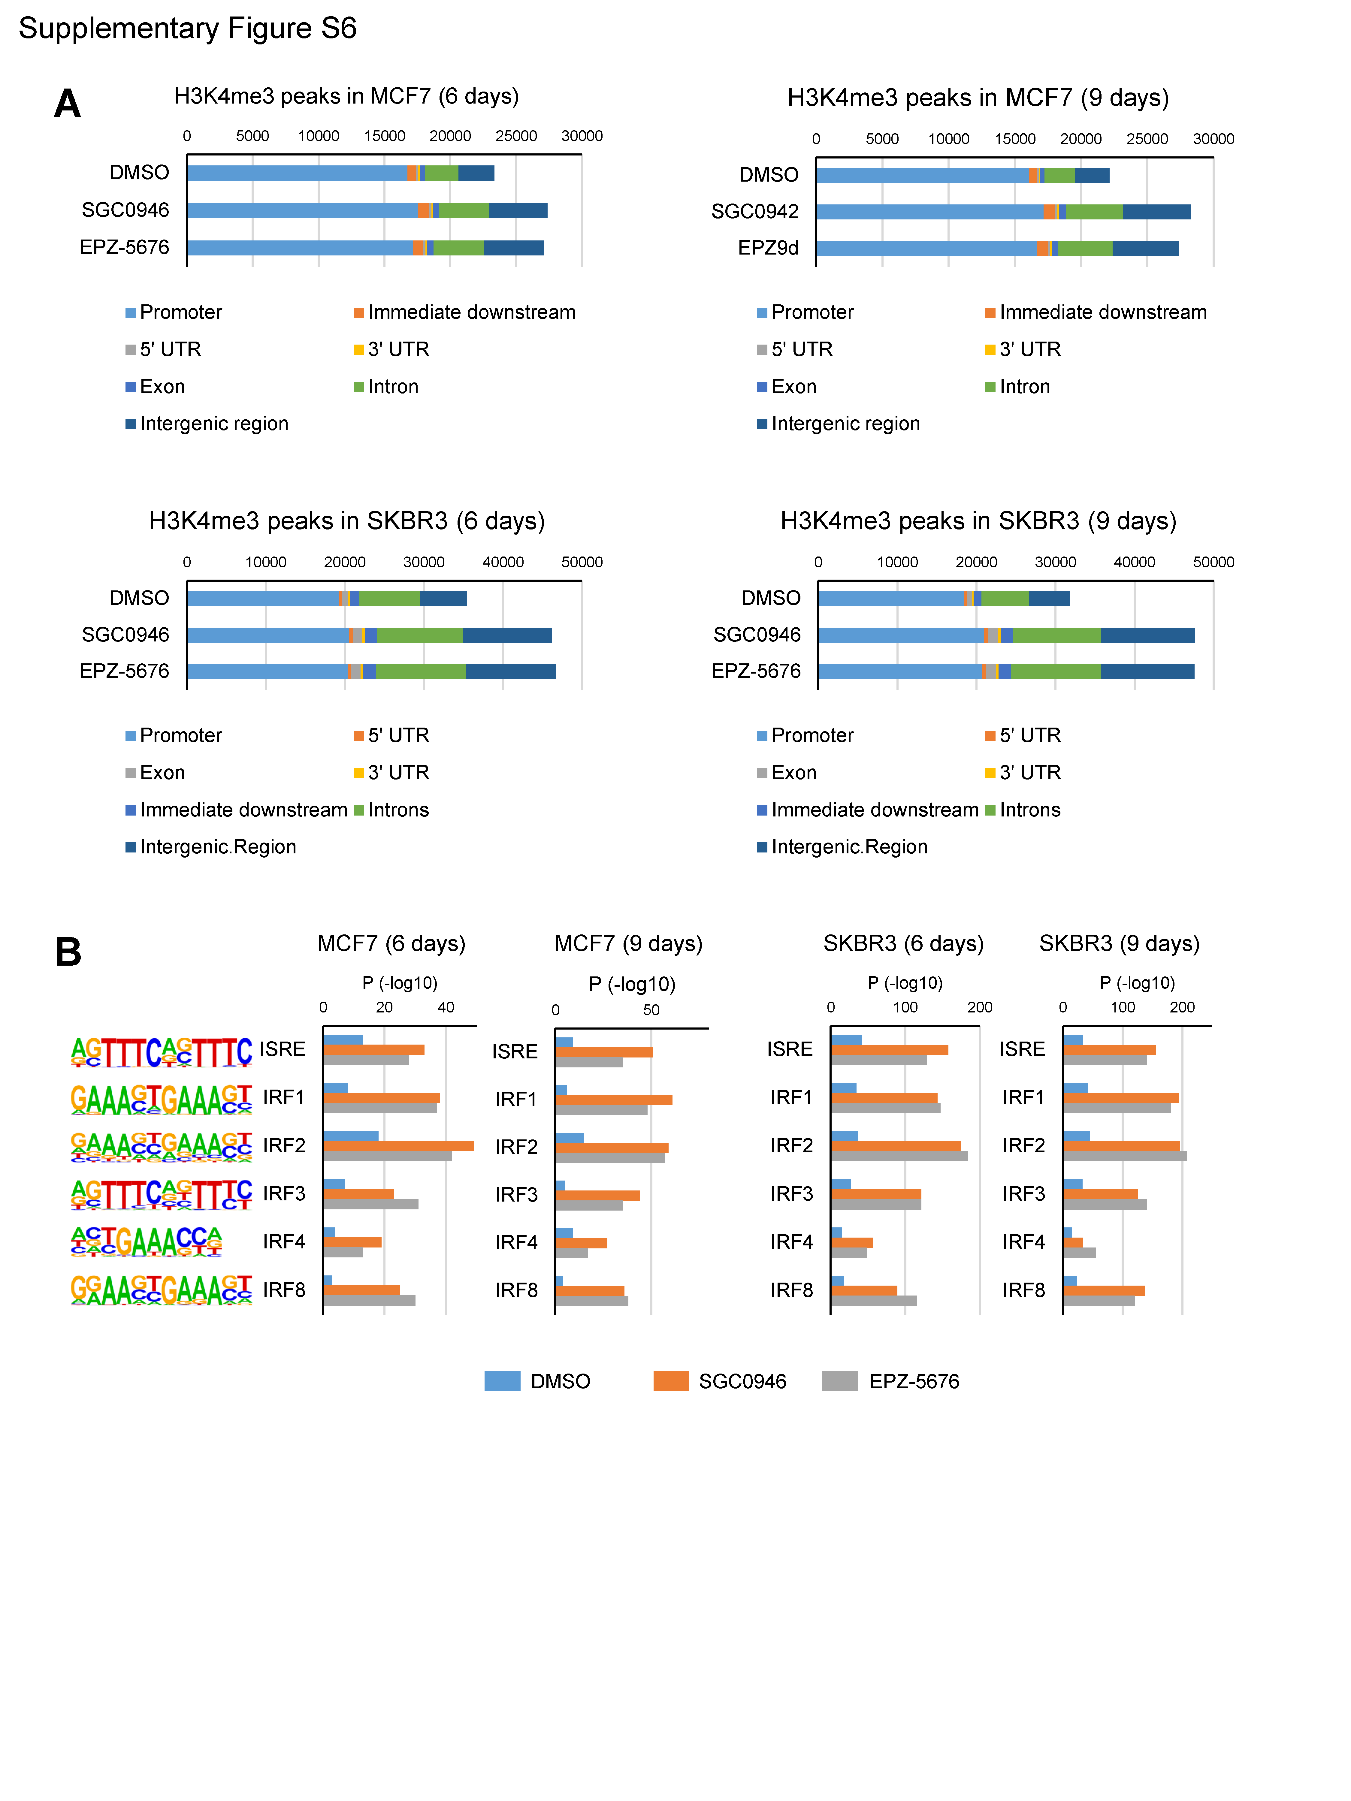 Supplementary Figure S6
A
H3K4me3 peaks in MCF7 (6 days)
0 5000 10000 15000 20000 25000 30000
DMSO
SGC0946
EPZ-5676
Promoter Immediate downstream
5' UTR 3' UTR
Exon Intron
Intergenic region
H3K4me3 peaks in MCF7 (9 days)
0 5000 10000 15000 20000 25000 30000
DMSO
SGC0942
EPZ9d
Promoter Immediate downstream
5' UTR 3' UTR
Exon Intron
Intergenic region
H3K4me3 peaks in SKBR3 (6 days)
0 10000 20000 30000 40000 50000
DMSO
SGC0946
EPZ-5676
Promoter 5' UTR
Exon 3' UTR
Immediate downstream Introns
Intergenic.Region
H3K4me3 peaks in SKBR3 (9 days)
0 10000 20000 30000 40000 50000
DMSO
SGC0946
EPZ-5676
Promoter 5' UTR
Exon 3' UTR
Immediate downstream Introns
Intergenic.Region
B
MCF7 (6 days)
P (-log10)
0 20 40
AGTTTCAGTTTC ISRE
GAAAGTGAAAGT IRF1
GAAAGTGAAAGT IRF2
AGTTTCAGTTTC IRF3
ACTGAAACCA IRF4
GGAAGTGAAAGT IRF8
MCF7 (9 days)
P (-log10)
0 50
ISRE
IRF1
IRF2
IRF3
IRF4
IRF8
SKBR3 (6 days)
P (-log10)
0 100 200
ISRE
IRF1
IRF2
IRF3
IRF4
IRF8
SKBR3 (9 days)
P (-log10)
0 100 200
ISRE
IRF1
IRF2
IRF3
IRF4
IRF8
DMSO SGC0946 EPZ-5676